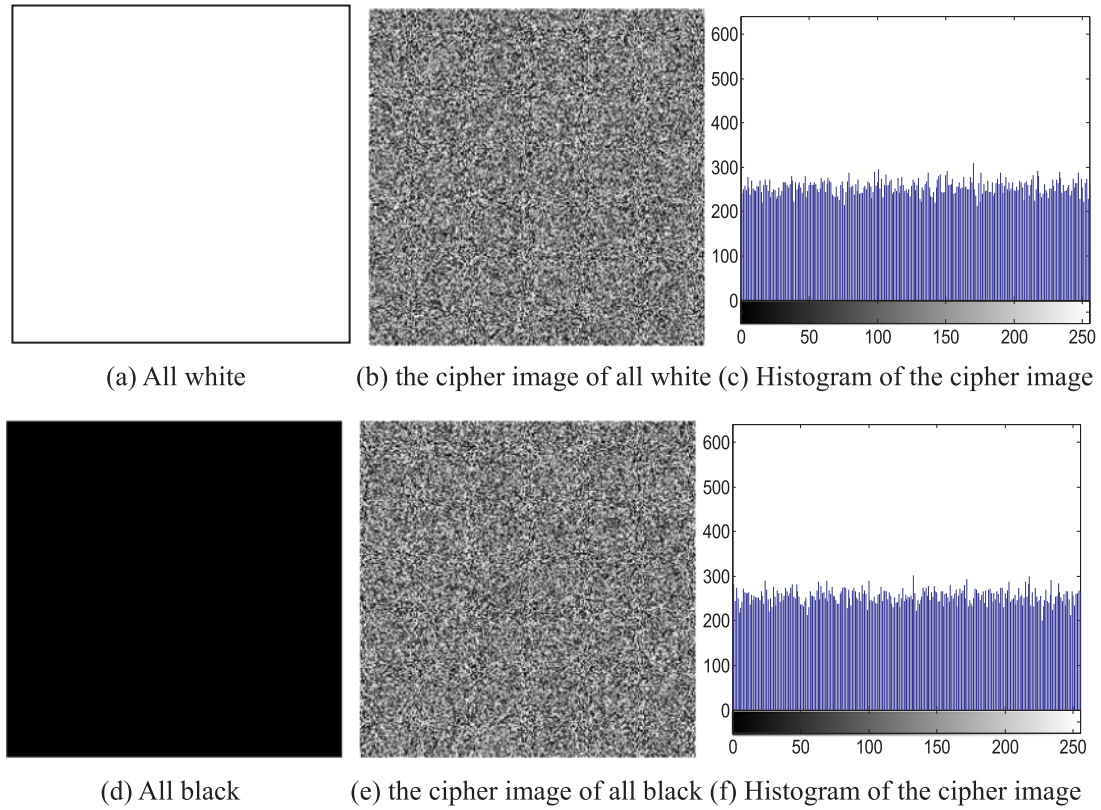 600
500
400
300
200
100
0
0 50 100 150 200 250
(a) All white
(b) the cipher image of all white
(c) Histogram of the cipher image
600
500
400
300
200
100
0
0 50 100 150 200 250
(d) All black
(e) the cipher image of all black
(f) Histogram of the cipher image